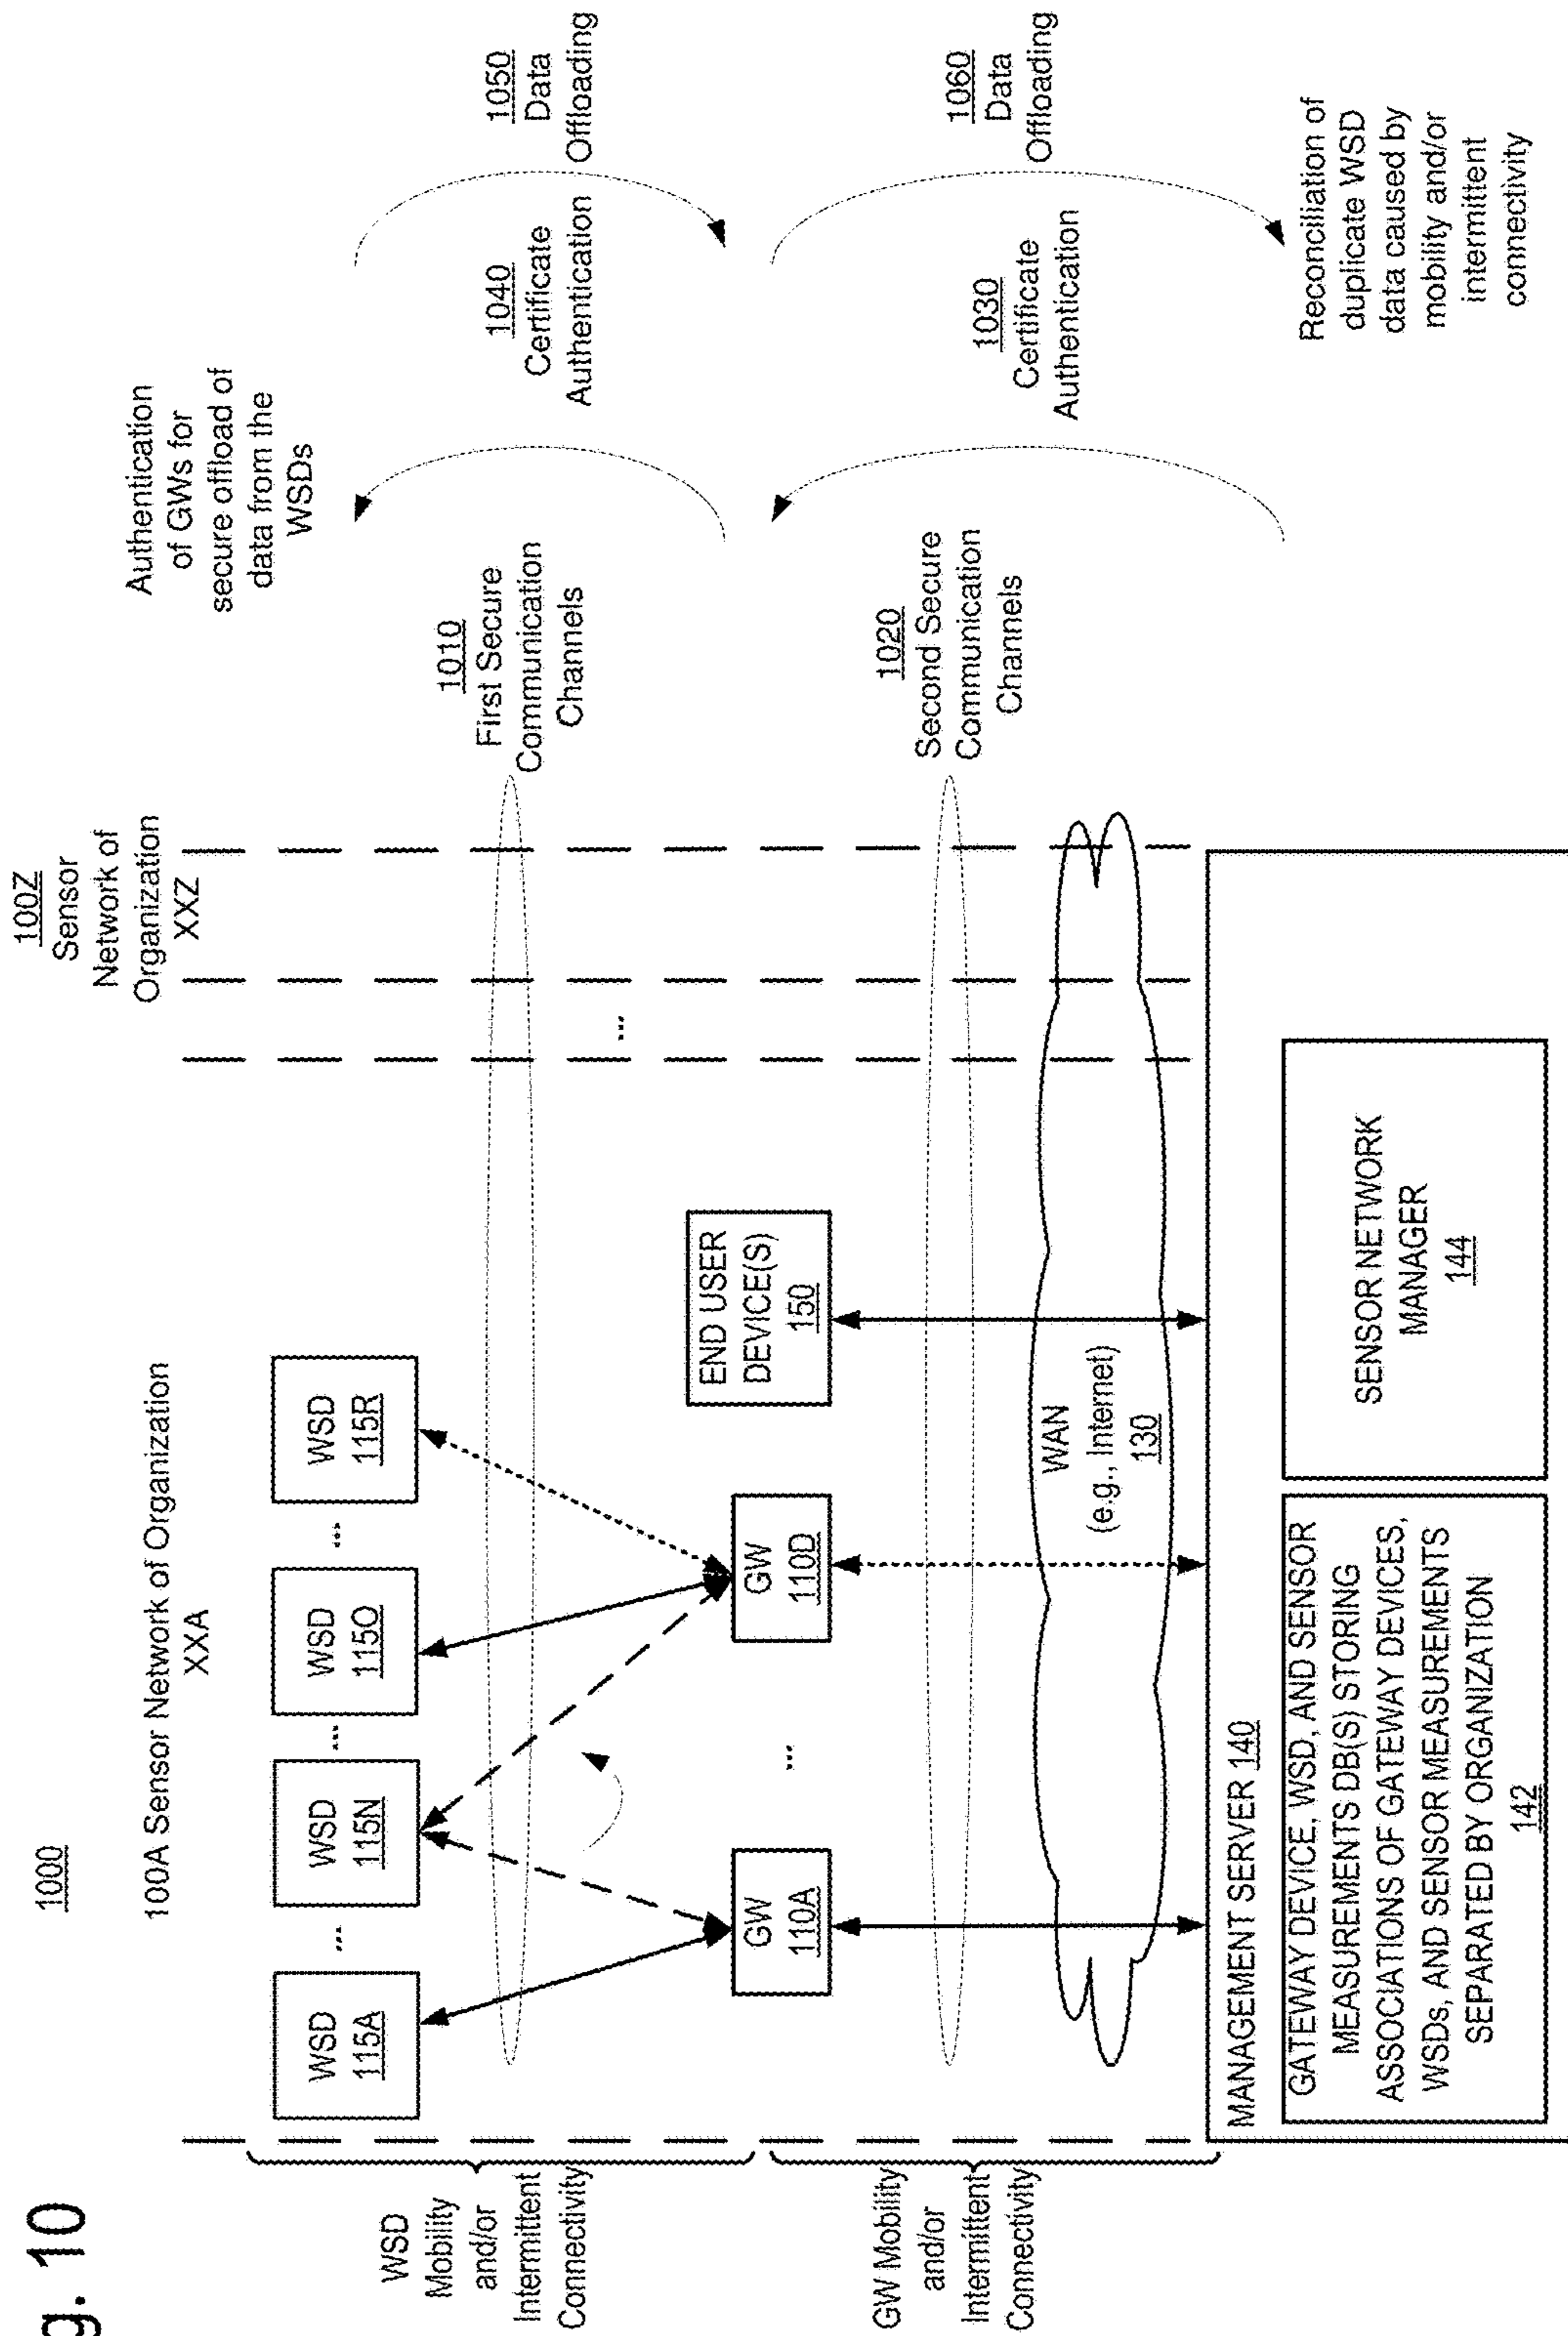 g. 10
1000
100A Sensor Network of Organization
XXA
100Z
Sensor
Network of
Organization
XXZ
Authentication
of GWs for
secure offload of
data from the
WSDs
WSD
Mobility
and/or
Intermittent
Connectivity
WSD
115A
...
WSD
115N
...
WSD
115O
...
WSD
115R
...
1010
First Secure
Communication
Channels
1040
Certificate
Authentication
1050
Data
Offloading
GW Mobility
and/or
Intermittent
Connectivity
GW
110A
...
GW
110D
END USER
DEVICE(S)
150
1020
Second Secure
Communication
Channels
1030
Certificate
Authentication
1060
Data
Offloading
WAN
(e.g., Internet)
130
MANAGEMENT SERVER 140
GATEWAY DEVICE, WSD, AND SENSOR
MEASUREMENTS DB(S) STORING
ASSOCIATIONS OF GATEWAY DEVICES,
WSDs, AND SENSOR MEASUREMENTS
SEPARATED BY ORGANIZATION
142
SENSOR NETWORK
MANAGER
144
Reconciliation of
duplicate WSD
data caused by
mobility and/or
intermittent
connectivity